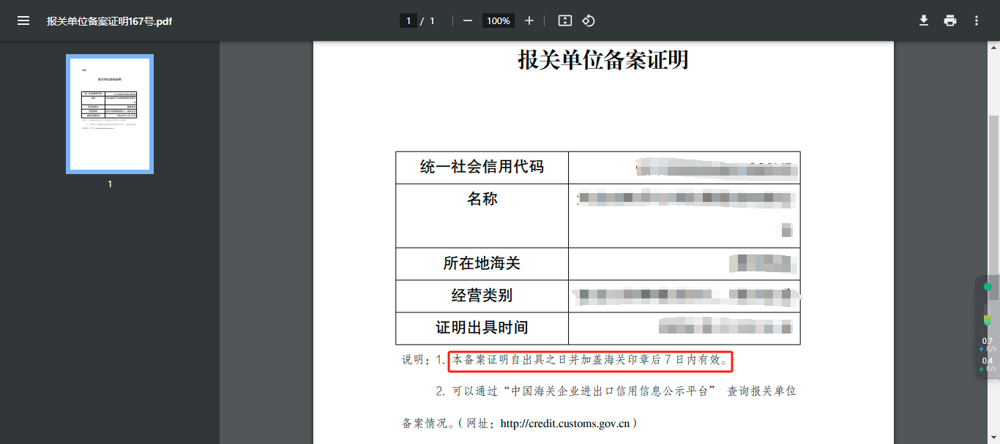 报关单位备案证明167号.pdf
1 / 1
100%
1
报关单位备案证明
统一社会信用代码
名称
所在地海关
经营类别
证明出具时间
说明：1. 本备案证明自出具之日并加盖海关印章后 7 日内有效。
2. 可以通过“中国海关企业进出口信用信息公示平台” 查询报关单位
备案情况。（网址：http://credit.customs.gov.cn）
0.7
K/s
0.4
K/s